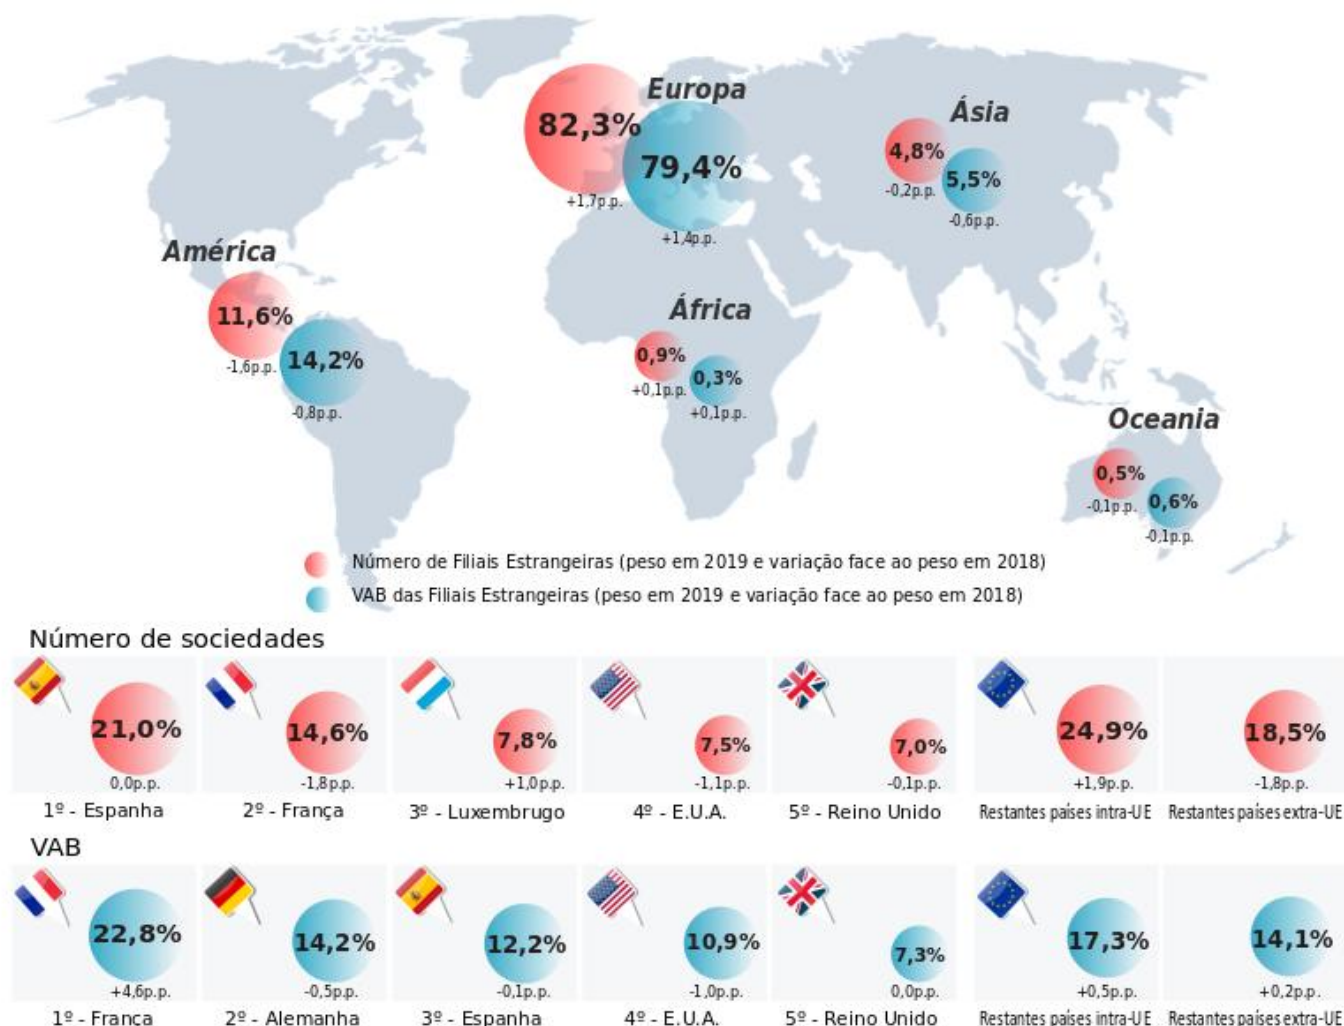 Europa
82,3%
79,4%
+1,7p.p.
+1,4p.p.
Ásia
4,8%
5,5%
-0,2p.p.
-0,6p.p.
América
11,6%
14,2%
-1,6p.p.
-0,8p.p.
África
0,9%
0,3%
+0,1p.p.
+0,1p.p.
Oceania
0,5%
0,6%
-0,1p.p.
-0,1p.p.
Número de Filiais Estrangeiras (peso em 2019 e variação face ao peso em 2018)
VAB das Filiais Estrangeiras (peso em 2019 e variação face ao peso em 2018)
Número de sociedades
21,0% 14,6% 7,8% 7,5% 7,0% 24,9% 18,5%
0,0p.p. -1,8p.p. +1,0p.p. -1,1p.p. -0,1p.p. +1,9p.p. -1,8p.p.
1º - Espanha 2º - França 3º - Luxembrugo 4º - E.U.A. 5º - Reino Unido Restantes países intra-UE Restantes países extra-UE
VAB
22,8% 14,2% 12,2% 10,9% 7,3% 17,3% 14,1%
+4,6p.p. -0,5p.p. -0,1p.p. -1,0p.p. 0,0p.p. +0,5p.p. +0,2p.p.
1º - França 2º - Alemanha 3º - Espanha 4º - E.U.A. 5º - Reino Unido Restantes países intra-UE Restantes países extra-UE